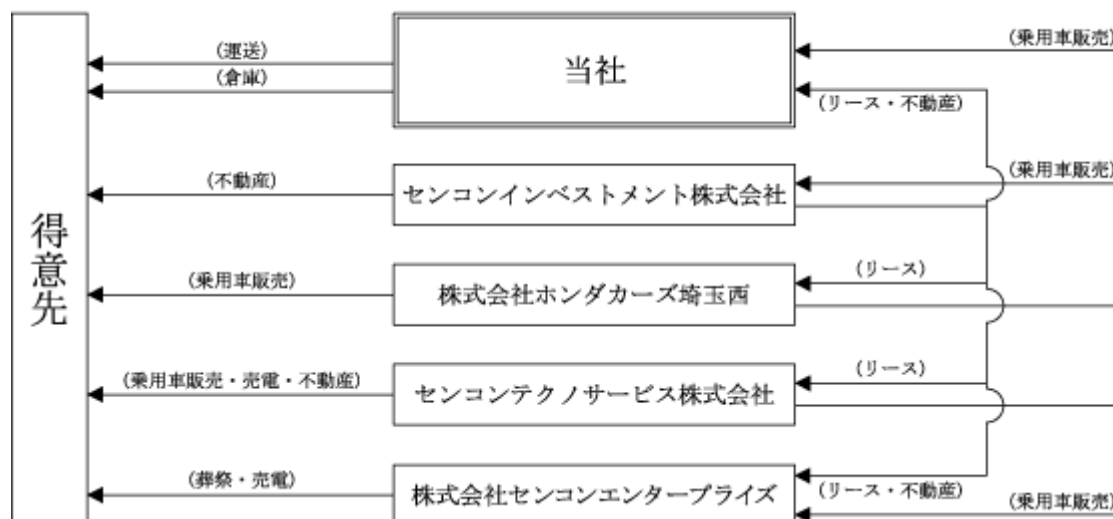 (運送)
(倉庫)
当社
(乗用車販売)
(リース・不動産)
(不動産)
センコンインベストメント株式会社
(乗用車販売)
得意先
(乗用車販売)
株式会社ホンダカーズ埼玉西
(リース)
(乗用車販売・売電・不動産)
センコンテクノサービス株式会社
(リース)
(葬祭・売電)
株式会社センコンエンタープライズ
(リース・不動産)
(乗用車販売)